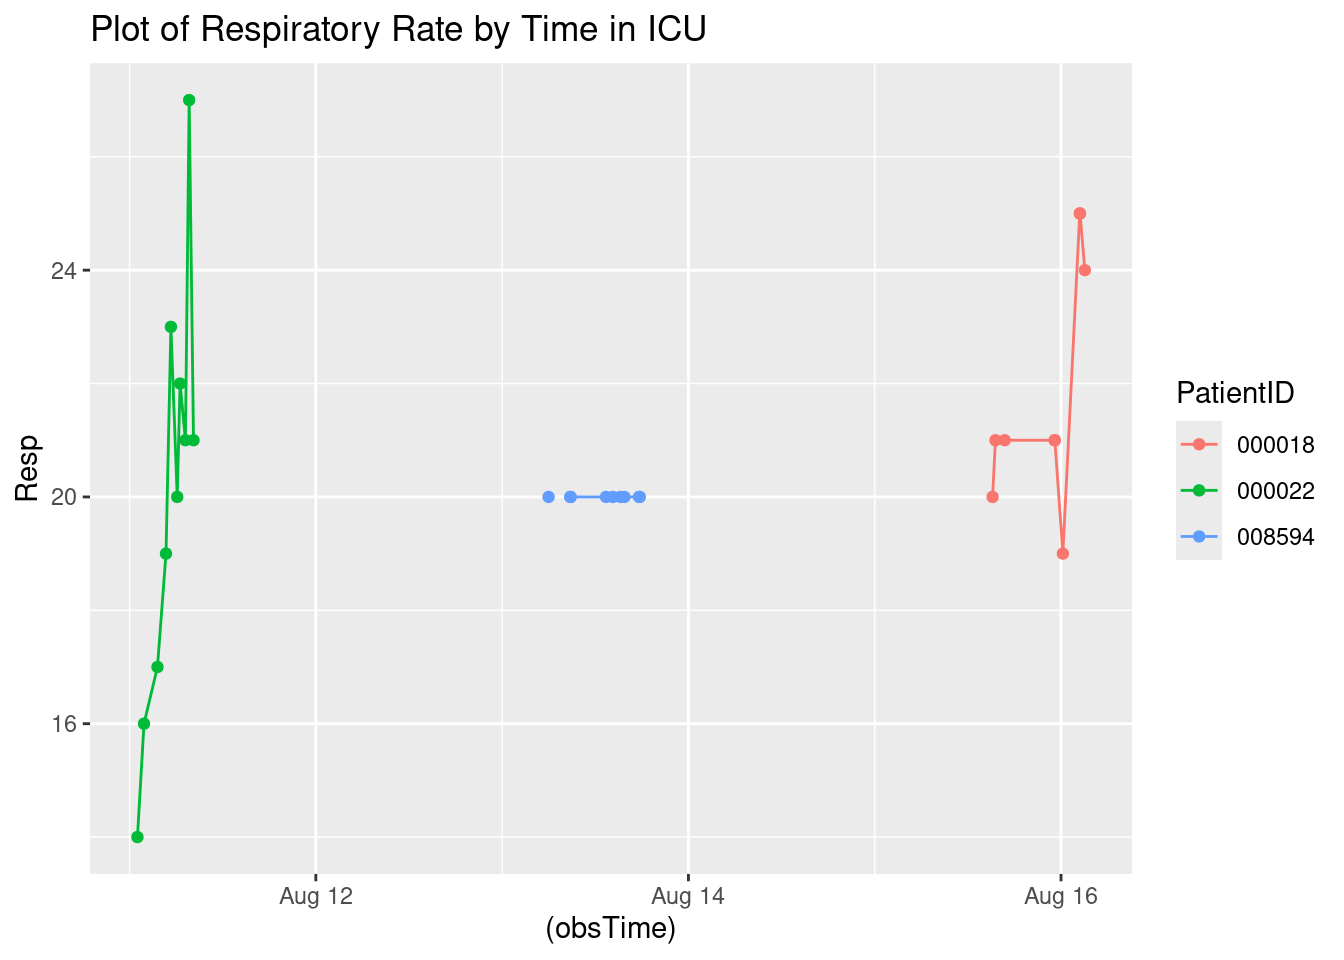 Plot of Respiratory Rate by Time in ICU
Resp
24
20
16
Aug 12
Aug 14
Aug 16
(obsTime)
PatientID
000018
000022
008594